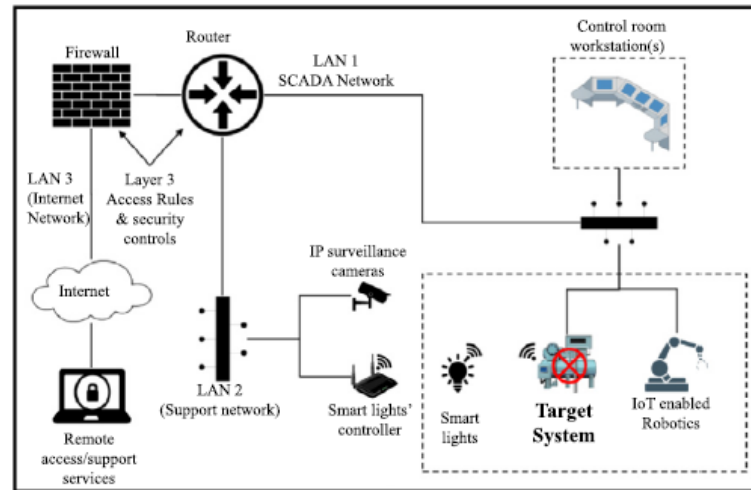 Firewall
Router
LAN 1
SCADA Network
Control room
workstation(s)
LAN 3
(Internet
Network)
Layer 3
Access Rules
& security
controls
Internet
IP surveillance
cameras
LAN 2
(Support network)
Smart lights'
controller
Smart
lights
Target
System
IoT enabled
Robotics
Remote
access/support
services